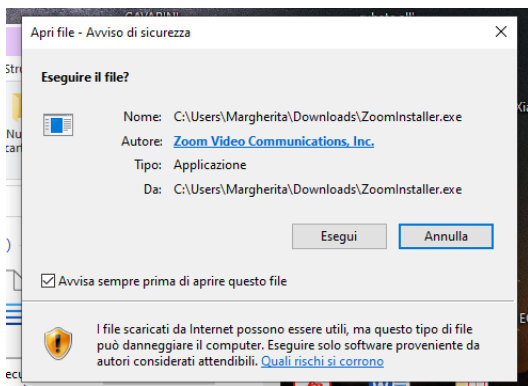 Apri file - Avviso di sicurezza
Eseguire il file?
Nome: C:\Users\Margherita\Downloads\ZoomInstaller.exe
Autore: Zoom Video Communications, Inc.
Tipo: Applicazione
Da: C:\Users\Margherita\Downloads\ZoomInstaller.exe
Esegui Annulla
Avvisa sempre prima di aprire questo file
I file scaricati da Internet possono essere utili, ma questo tipo di file
può danneggiare il computer. Eseguire solo software proveniente da
autori considerati attendibili. Quali rischi si corrono